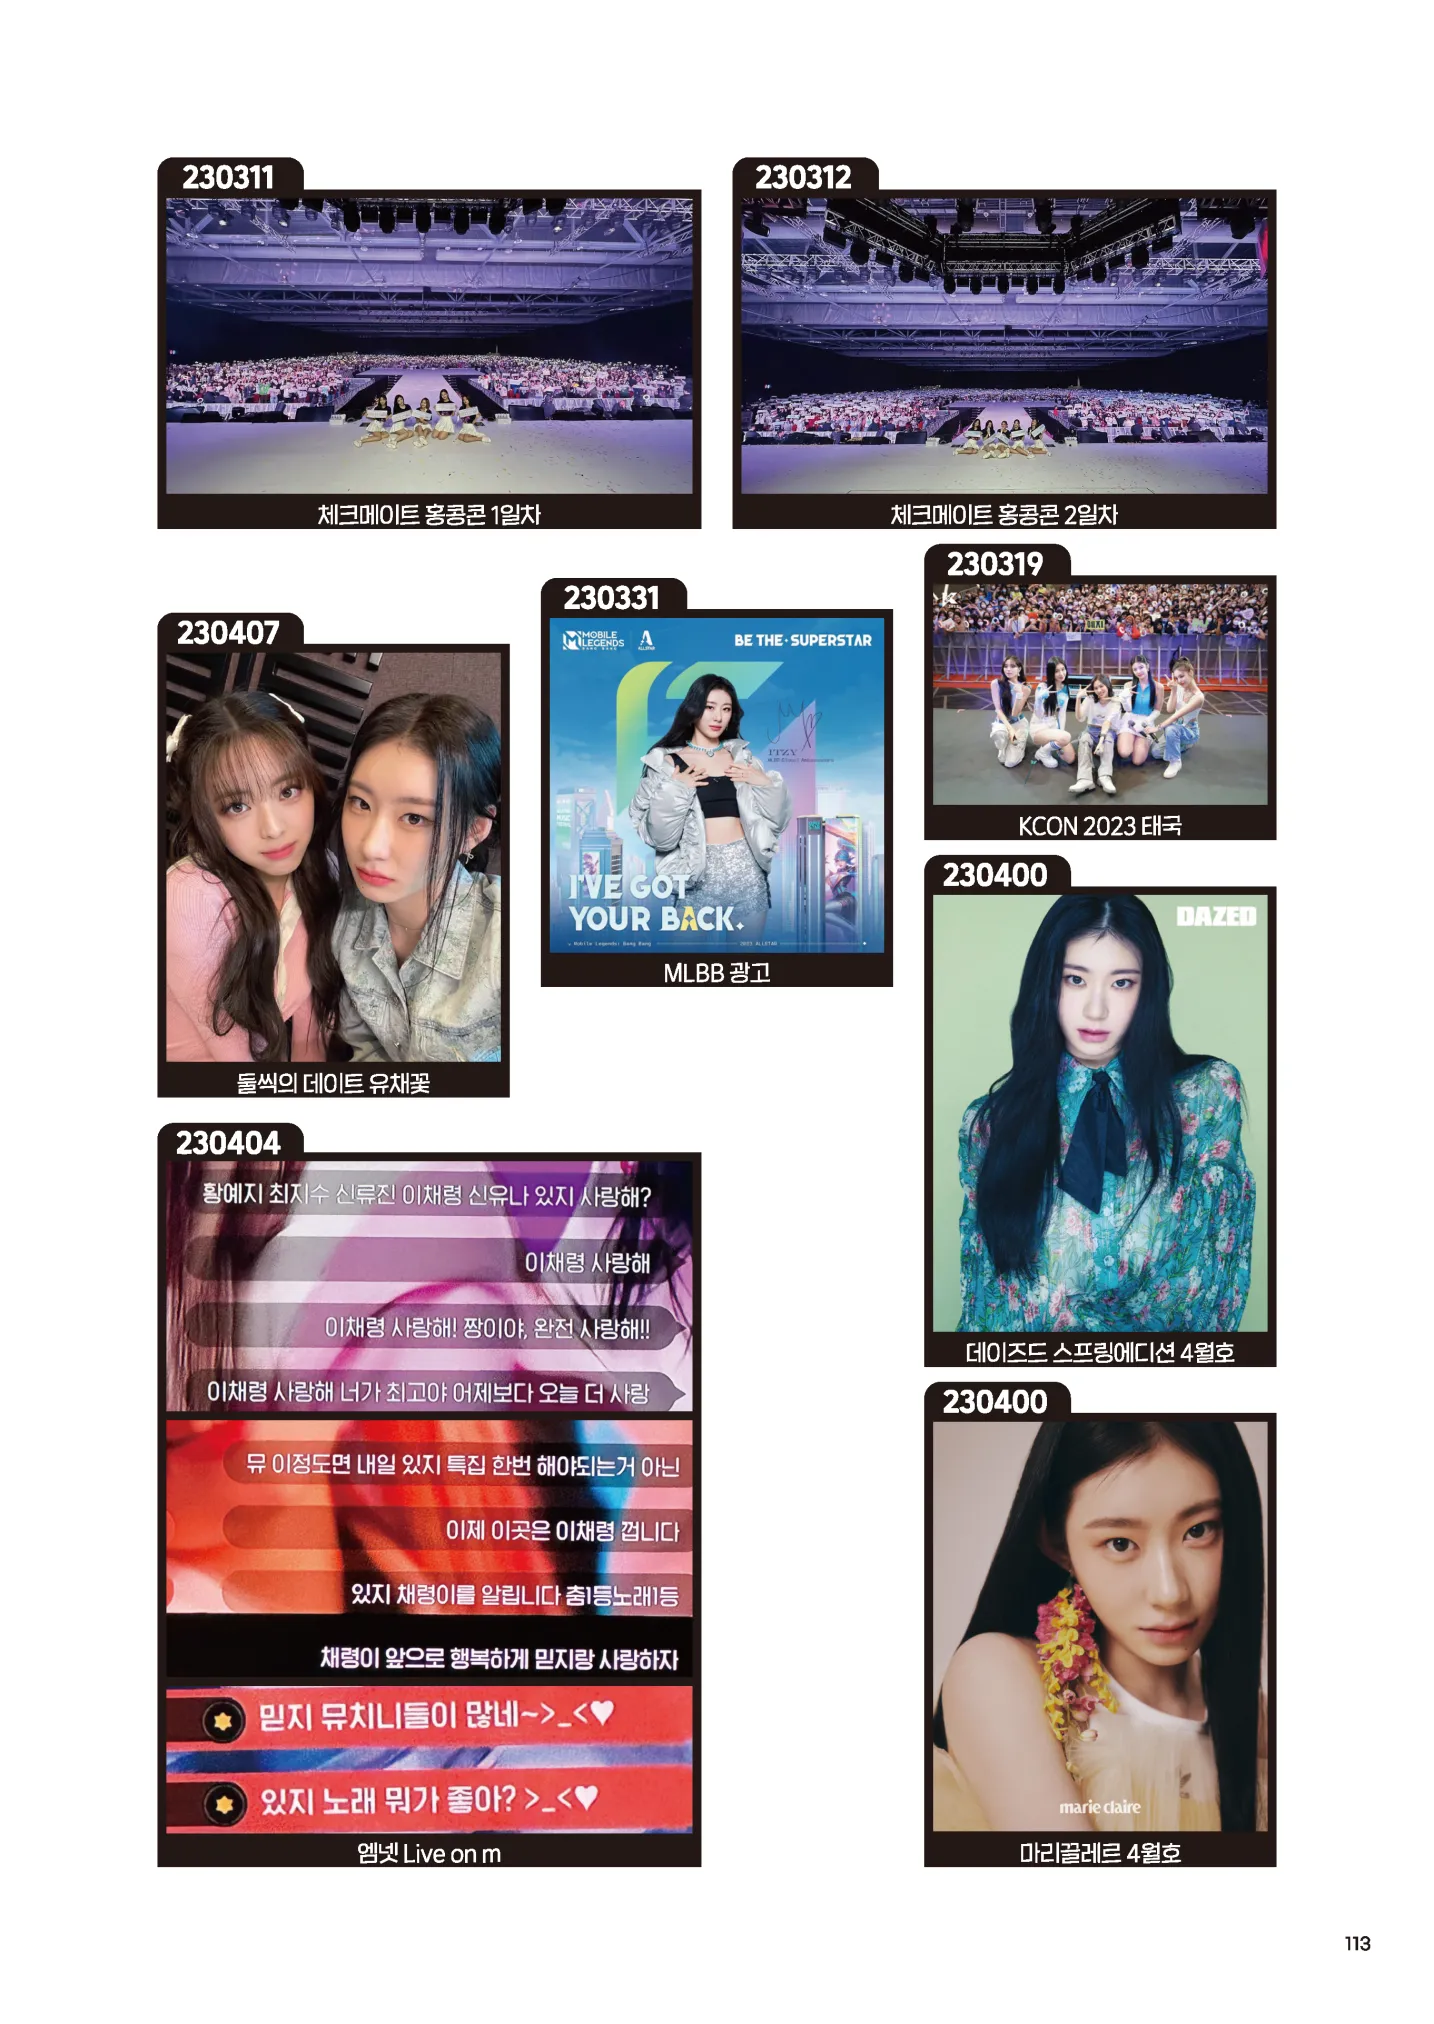 230311
체크메이트 홍콩콘 1일차
230312
체크메이트 홍콩콘 2일차
230319
KCON 2023 태국
230331
MOBILE
LEGENDS
BANG BANG
ALLSTAR
BE THE·SUPERSTAR
ITZY
I'VE GOT
YOUR BACK.
Mobile Legends: Bang Bang
2023 ALLSTAR
MLBB 광고
230407
둘씩의 데이트 유채꽃
230400
DAZED
데이즈드 스프링에디션 4월호
230404
황예지 최지수 신류진 이채령 신유나 있지 사랑해?
이채령 사랑해
이채령 사랑해! 짱이야, 완전 사랑해!!
이채령 사랑해 너가 최고야 어제보다 오늘 더 사랑
뮤 이정도면 내일 있지 특집 한번 해야되는거 아닌
이제 이곳은 이채령 껍니다
있지 채령이를 알립니다 춤1등노래1등
채령이 앞으로 행복하게 믿지랑 사랑하자
믿지 뮤치니들이 많네~>_<♥
있지 노래 뭐가 좋아? >_<♥
엠넷 Live on m
230400
marie claire
마리끌레르 4월호
113